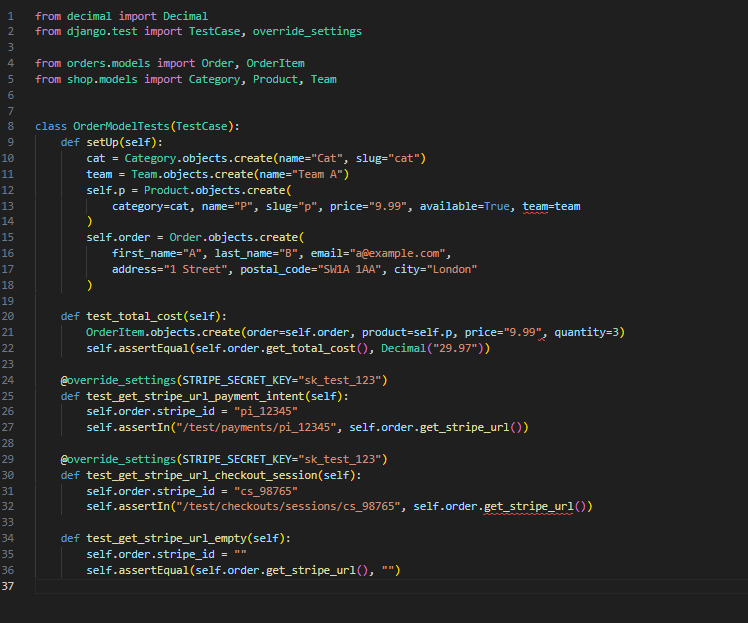 1 from decimal import Decimal
2 from django.test import TestCase, override_settings
3
4 from orders.models import Order, OrderItem
5 from shop.models import Category, Product, Team
6
7
8 class OrderModelTests(TestCase):
9     def setUp(self):
10         cat = Category.objects.create(name="Cat", slug="cat")
11         team = Team.objects.create(name="Team A")
12         self.p = Product.objects.create(
13             category=cat, name="P", slug="p", price="9.99", available=True, team=team
14         )
15         self.order = Order.objects.create(
16             first_name="A", last_name="B", email="a@example.com",
17             address="1 Street", postal_code="SW1A 1AA", city="London"
18         )
19
20     def test_total_cost(self):
21         OrderItem.objects.create(order=self.order, product=self.p, price="9.99", quantity=3)
22         self.assertEqual(self.order.get_total_cost(), Decimal("29.97"))
23
24     @override_settings(STRIPE_SECRET_KEY="sk_test_123")
25     def test_get_stripe_url_payment_intent(self):
26         self.order.stripe_id = "pi_12345"
27         self.assertIn("/test/payments/pi_12345", self.order.get_stripe_url())
28
29     @override_settings(STRIPE_SECRET_KEY="sk_test_123")
30     def test_get_stripe_url_checkout_session(self):
31         self.order.stripe_id = "cs_98765"
32         self.assertIn("/test/checkouts/sessions/cs_98765", self.order.get_stripe_url())
33
34     def test_get_stripe_url_empty(self):
35         self.order.stripe_id = ""
36         self.assertEqual(self.order.get_stripe_url(), "")
37